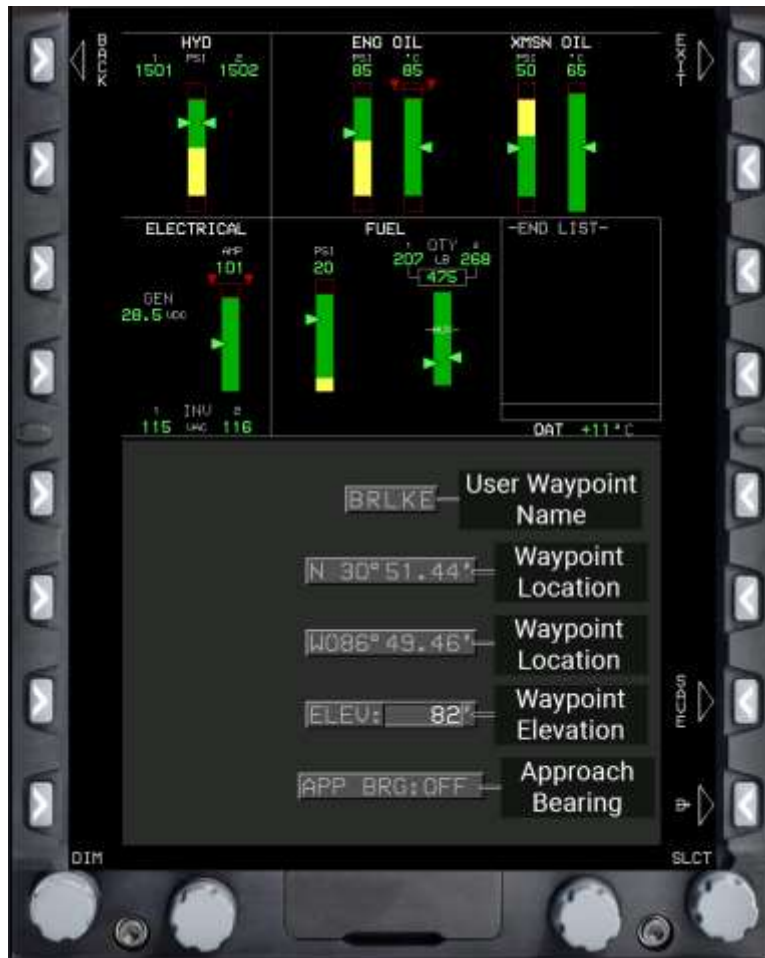 BACK
HYD
1 PSI 2
1501 1502
ENG OIL
PSI °C
85 85
XMSN OIL
PSI °C
50 65
EXIT
ELECTRICAL
AMP
101
GEN
28.5 VDC
1 INV 2
115 VAC 116
FUEL
PSI
20
1 QTY 2
207 LB 268
475
-END LIST-
OAT +11°C
BRLKE
User Waypoint
Name
N 30°51.44'
Waypoint
Location
W086°49.46'
Waypoint
Location
ELEV: 82'
Waypoint
Elevation
SAVE
APP BRG:OFF
Approach
Bearing
DIM
SLCT